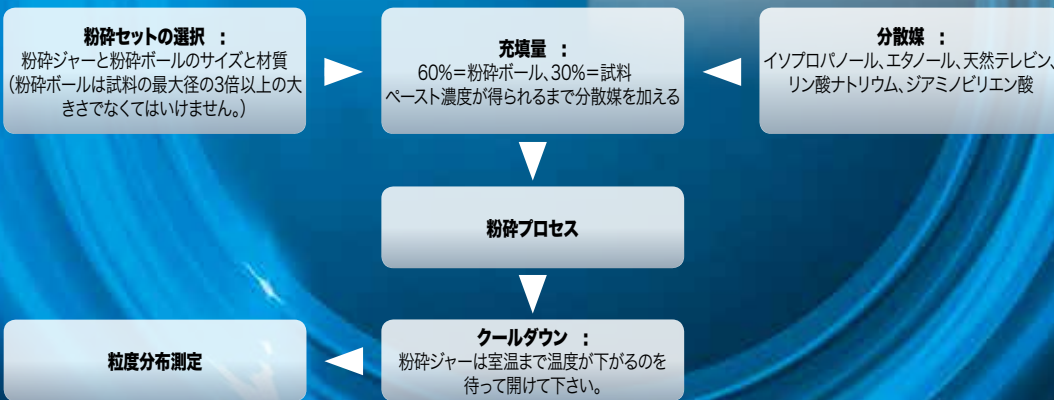 粉砕セットの選択 :
粉砕ジャーと粉砕ボールのサイズと材質
(粉砕ボールは試料の最大径の3倍以上の大
きさでなくてはいけません。)
充填量 :
60%=粉砕ボール、30%=試料
ペースト濃度が得られるまで分散媒を加える
分散媒 :
イソプロパノール、エタノール、天然テレビン、
リン酸ナトリウム、ジアミノビリエン酸
粉砕プロセス
クールダウン :
粉砕ジャーは室温まで温度が下がるのを
待って開けて下さい。
粒度分布測定